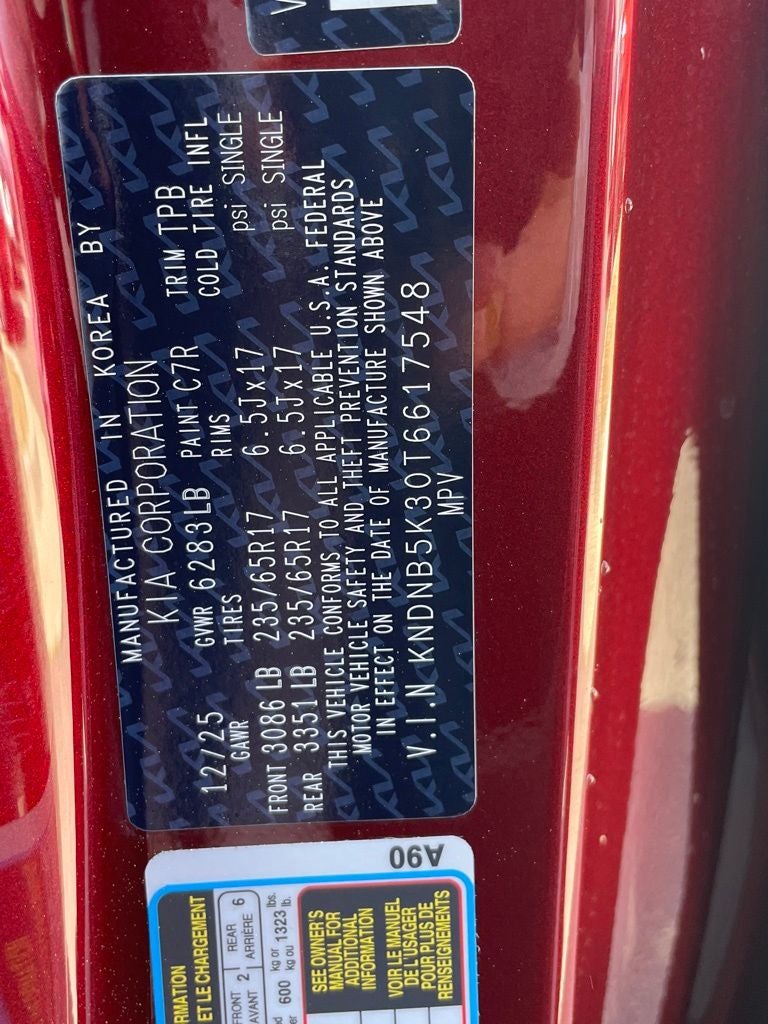 MANUFACTURED IN KOREA BY
KIA CORPORATION
12/25 GVWR 6283LB PAINT C7R TRIM TPB
GAWR TIRES RIMS COLD TIRE INFL
FRONT 3086 LB 235/65R17 6.5Jx17 psi SINGLE
REAR 3351 LB 235/65R17 6.5Jx17 psi SINGLE
THIS VEHICLE CONFORMS TO ALL APPLICABLE U.S.A. FEDERAL
MOTOR VEHICLE SAFETY AND THEFT PREVENTION STANDARDS
IN EFFECT ON THE DATE OF MANUFACTURE SHOWN ABOVE
V.I.N KNDNB5K30T6617548
MPV
A90
ET LE CHARGEMENT
FRONT 2 REAR 6
AVANT ARRIÈRE
600 kg or 1323 lbs.
kg ou lb.
SEE OWNER'S
MANUAL FOR
ADDITIONAL
INFORMATION
VOIR LE MANUEL
DE L'USAGER
POUR PLUS DE
RENSEIGNEMENTS